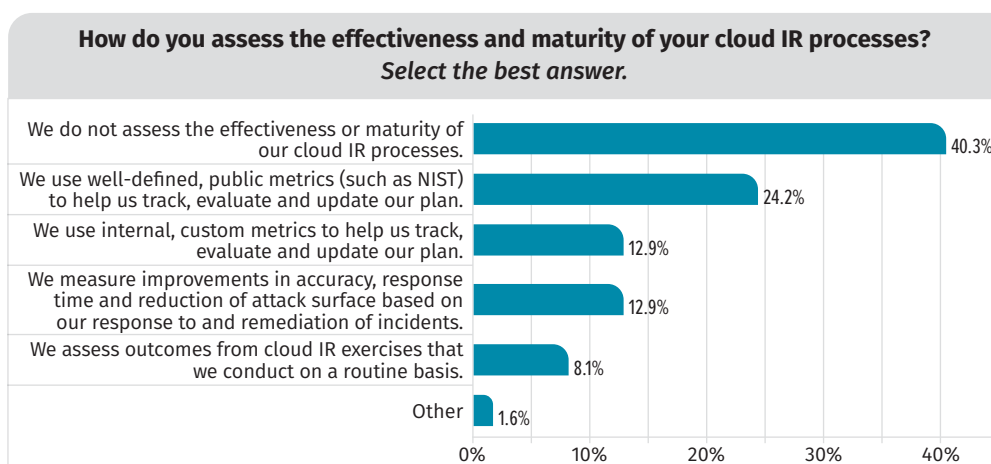 How do you assess the effectiveness and maturity of your cloud IR processes?
Select the best answer.
We do not assess the effectiveness or maturity of
our cloud IR processes.
40.3%
We use well-defined, public metrics (such as NIST)
to help us track, evaluate and update our plan.
24.2%
We use internal, custom metrics to help us track,
evaluate and update our plan.
12.9%
We measure improvements in accuracy, response
time and reduction of attack surface based on
our response to and remediation of incidents.
12.9%
We assess outcomes from cloud IR exercises that
we conduct on a routine basis.
8.1%
Other
1.6%
0% 10% 20% 30% 40%